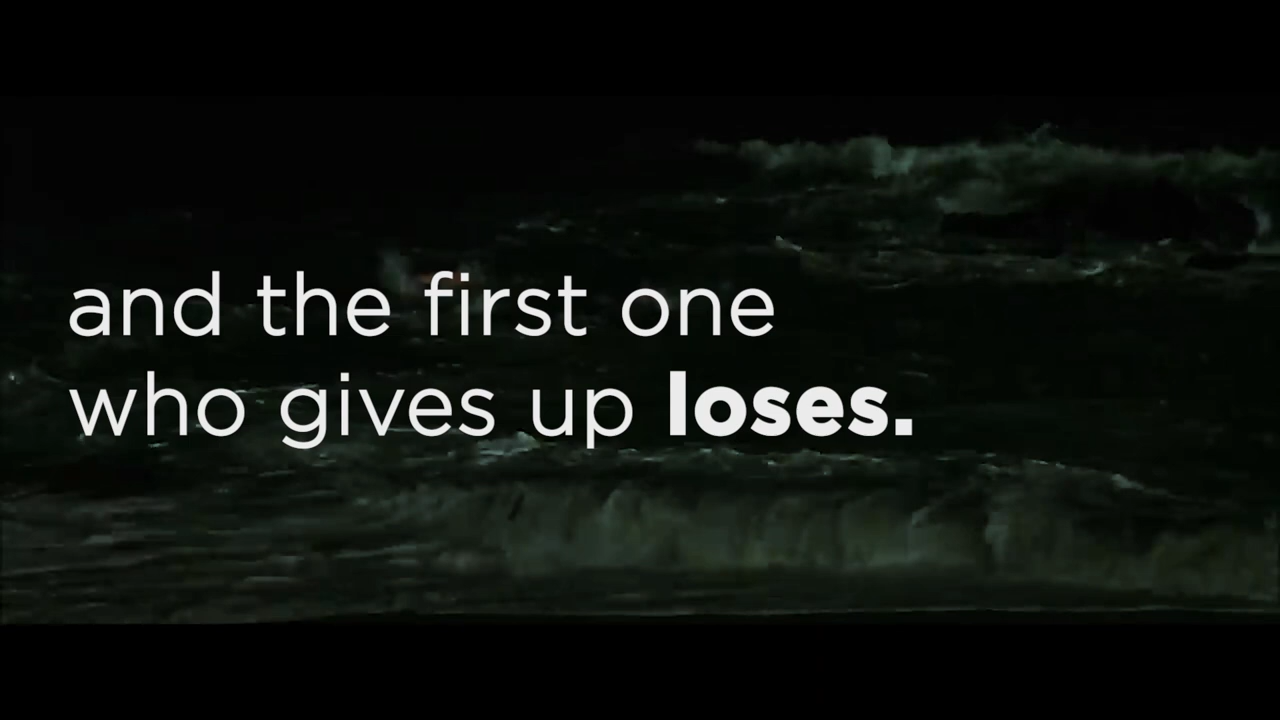 and the first one
who gives up loses.